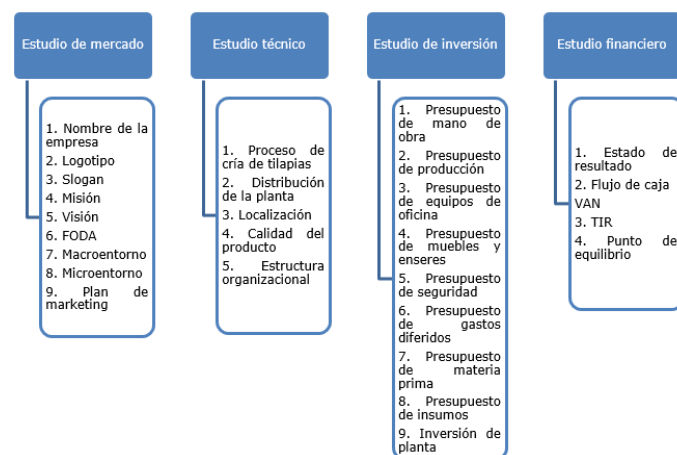 Estudio de mercado
1. Nombre de la
empresa
2. Logotipo
3. Slogan
4. Misión
5. Visión
6. FODA
7. Macroentorno
8. Microentorno
9. Plan de
marketing
Estudio técnico
1. Proceso de
cría de tilapias
2. Distribución
de la planta
3. Localización
4. Calidad del
producto
5. Estructura
organizacional
Estudio de inversión
1. Presupuesto
de mano de
obra
2. Presupuesto
de producción
3. Presupuesto
de equipos de
oficina
4. Presupuesto
de muebles y
enseres
5. Presupuesto
de seguridad
6. Presupuesto
de gastos
diferidos
7. Presupuesto
de materia
prima
8. Presupuesto
de insumos
9. Inversión de
planta
Estudio financiero
1. Estado de
resultado
2. Flujo de caja
VAN
3. TIR
4. Punto de
equilibrio